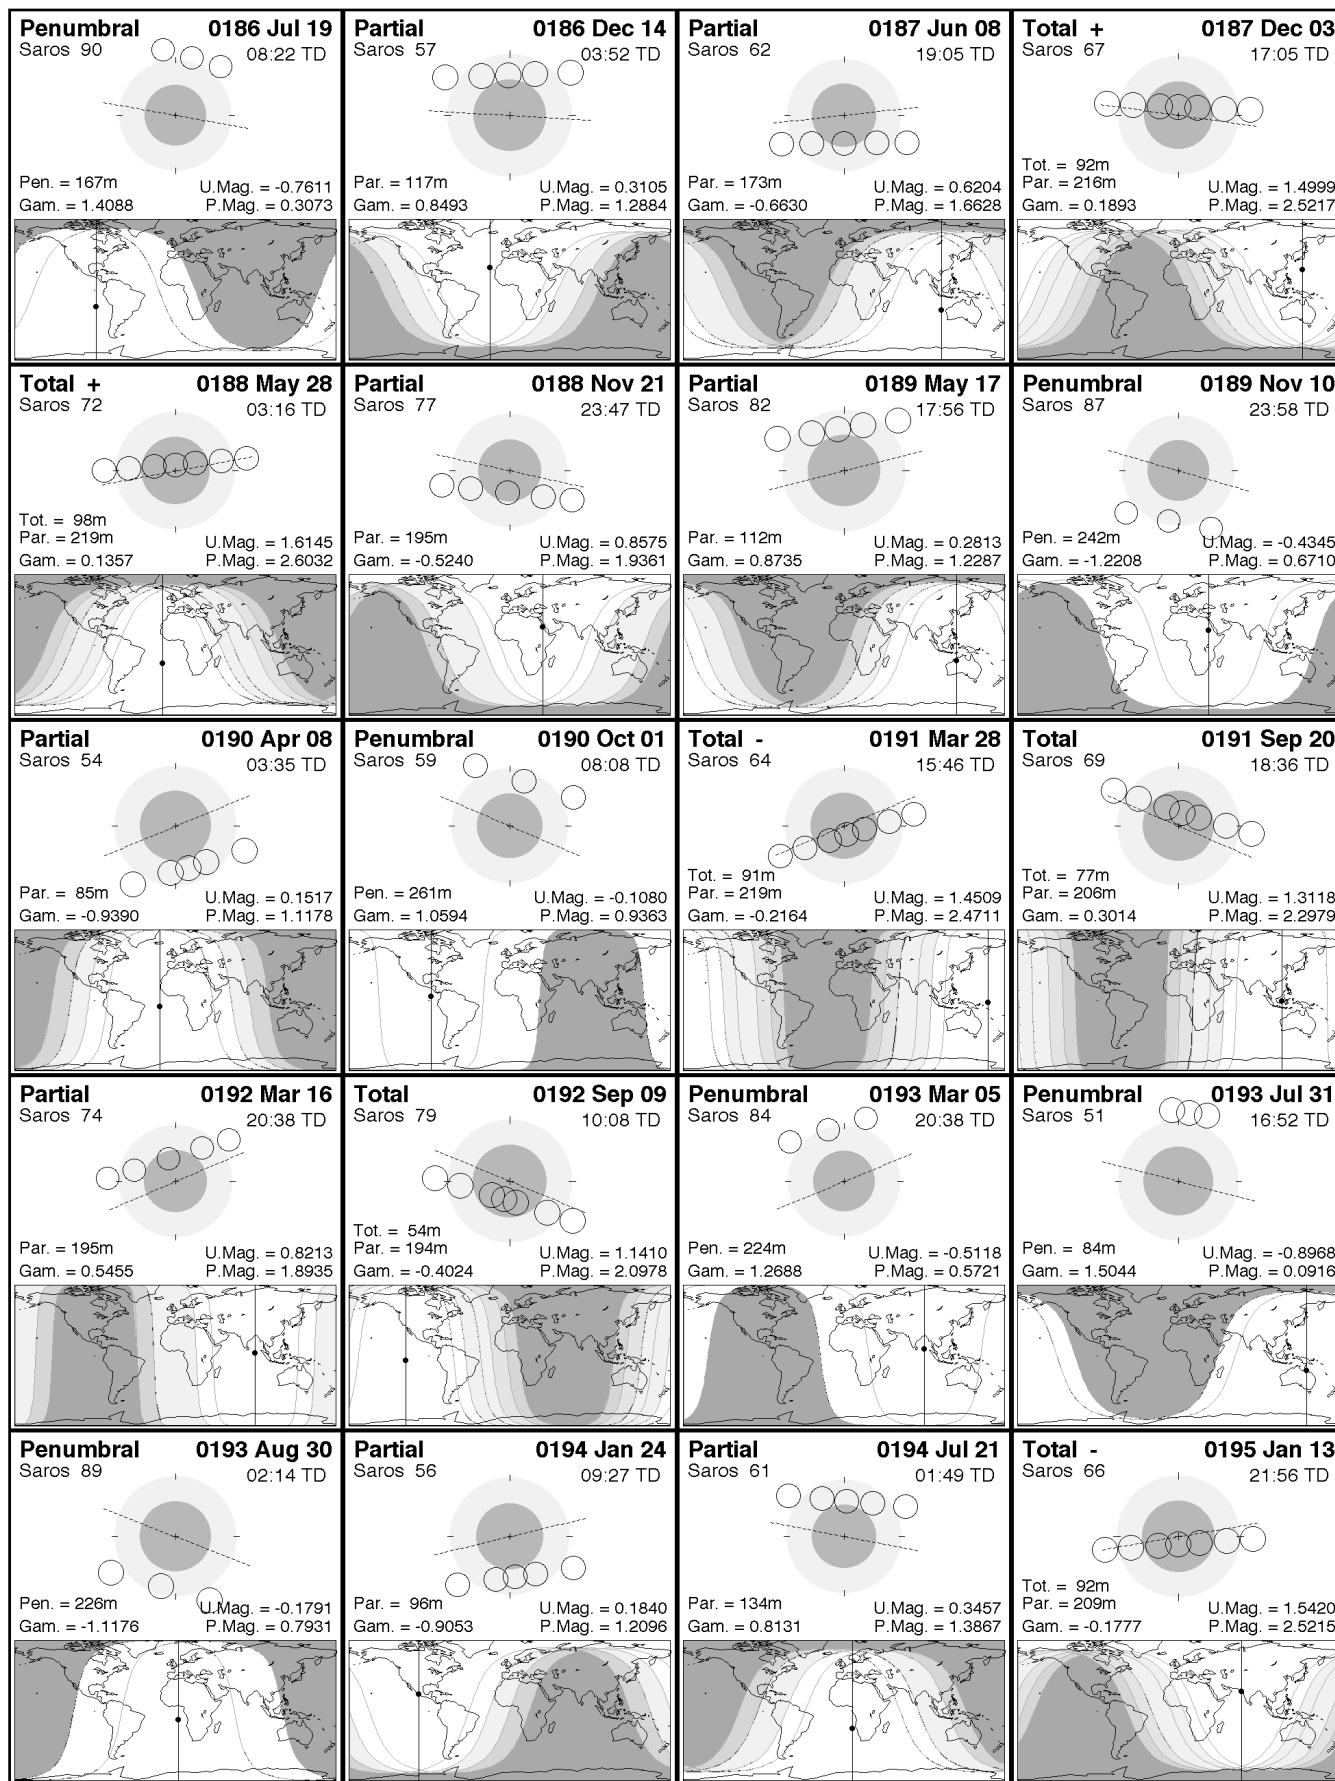 Penumbral 0186 Jul 19
Saros 90 08:22 TD
Pen. = 167m U.Mag. = -0.7611
Gam. = 1.4088 P.Mag. = 0.3073
Partial 0186 Dec 14
Saros 57 03:52 TD
Par. = 117m U.Mag. = 0.3105
Gam. = 0.8493 P.Mag. = 1.2884
Partial 0187 Jun 08
Saros 62 19:05 TD
Par. = 173m U.Mag. = 0.6204
Gam. = -0.6630 P.Mag. = 1.6628
Total + 0187 Dec 03
Saros 67 17:05 TD
Tot. = 92m
Par. = 216m U.Mag. = 1.4999
Gam. = 0.1893 P.Mag. = 2.5217
Total + 0188 May 28
Saros 72 03:16 TD
Tot. = 98m
Par. = 219m U.Mag. = 1.6145
Gam. = 0.1357 P.Mag. = 2.6032
Partial 0188 Nov 21
Saros 77 23:47 TD
Par. = 195m U.Mag. = 0.8575
Gam. = -0.5240 P.Mag. = 1.9361
Partial 0189 May 17
Saros 82 17:56 TD
Par. = 112m U.Mag. = 0.2813
Gam. = 0.8735 P.Mag. = 1.2287
Penumbral 0189 Nov 10
Saros 87 23:58 TD
Pen. = 242m U.Mag. = -0.4345
Gam. = -1.2208 P.Mag. = 0.6710
Partial 0190 Apr 08
Saros 54 03:35 TD
Par. = 85m U.Mag. = 0.1517
Gam. = -0.9390 P.Mag. = 1.1178
Penumbral 0190 Oct 01
Saros 59 08:08 TD
Pen. = 261m U.Mag. = -0.1080
Gam. = 1.0594 P.Mag. = 0.9363
Total - 0191 Mar 28
Saros 64 15:46 TD
Tot. = 91m
Par. = 219m U.Mag. = 1.4509
Gam. = -0.2164 P.Mag. = 2.4711
Total 0191 Sep 20
Saros 69 18:36 TD
Tot. = 77m
Par. = 206m U.Mag. = 1.3118
Gam. = 0.3014 P.Mag. = 2.2979
Partial 0192 Mar 16
Saros 74 20:38 TD
Par. = 195m U.Mag. = 0.8213
Gam. = 0.5455 P.Mag. = 1.8935
Total 0192 Sep 09
Saros 79 10:08 TD
Tot. = 54m
Par. = 194m U.Mag. = 1.1410
Gam. = -0.4024 P.Mag. = 2.0978
Penumbral 0193 Mar 05
Saros 84 20:38 TD
Pen. = 224m U.Mag. = -0.5118
Gam. = 1.2688 P.Mag. = 0.5721
Penumbral 0193 Jul 31
Saros 51 16:52 TD
Pen. = 84m U.Mag. = -0.8968
Gam. = 1.5044 P.Mag. = 0.0916
Penumbral 0193 Aug 30
Saros 89 02:14 TD
Pen. = 226m U.Mag. = -0.1791
Gam. = -1.1176 P.Mag. = 0.7931
Partial 0194 Jan 24
Saros 56 09:27 TD
Par. = 96m U.Mag. = 0.1840
Gam. = -0.9053 P.Mag. = 1.2096
Partial 0194 Jul 21
Saros 61 01:49 TD
Par. = 134m U.Mag. = 0.3457
Gam. = 0.8131 P.Mag. = 1.3867
Total - 0195 Jan 13
Saros 66 21:56 TD
Tot. = 92m
Par. = 209m U.Mag. = 1.5420
Gam. = -0.1777 P.Mag. = 2.5215